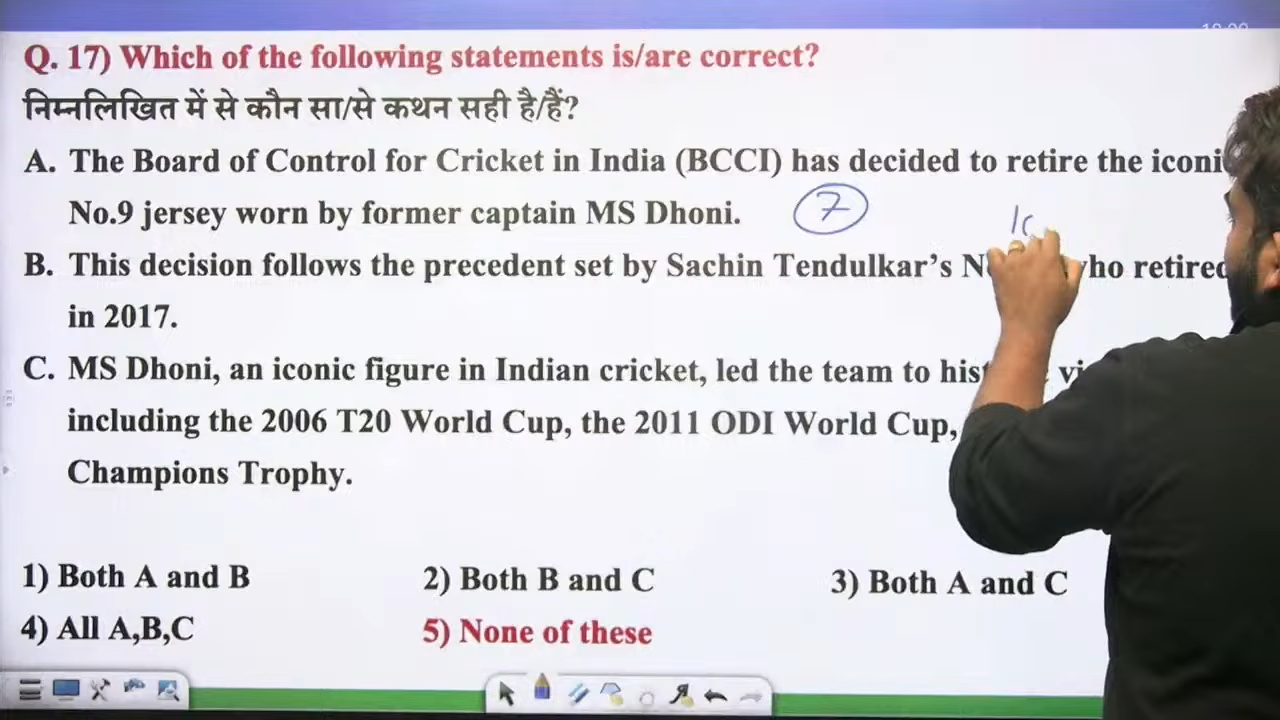 Q. 17) Which of the following statements is/are correct?
निम्नलिखित में से कौन सा/से कथन सही है/हैं?
A. The Board of Control for Cricket in India (BCCI) has decided to retire the
No.9 jersey worn by former captain MS Dhoni. 7
B. This decision follows the precedent set by Sachin Tendulkar's retired
in 2017.
C. MS Dhoni, an iconic figure in Indian cricket, led the team to
including the 2006 T20 World Cup, the 2011 ODI World Cup,
Champions Trophy.
1) Both A and B 2) Both B and C 3) Both A and C
4) All A,B,C 5) None of these